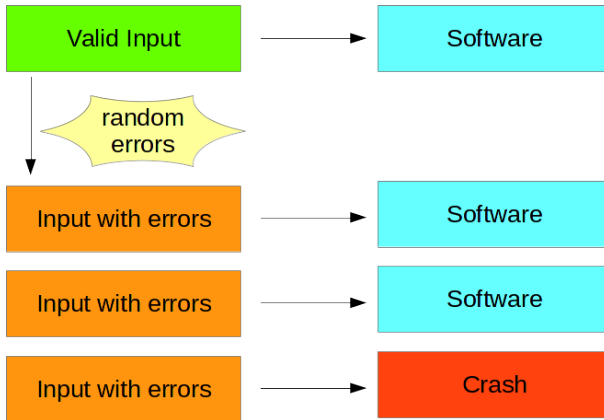 Valid Input
Software
random
errors
Input with errors
Software
Input with errors
Software
Input with errors
Crash